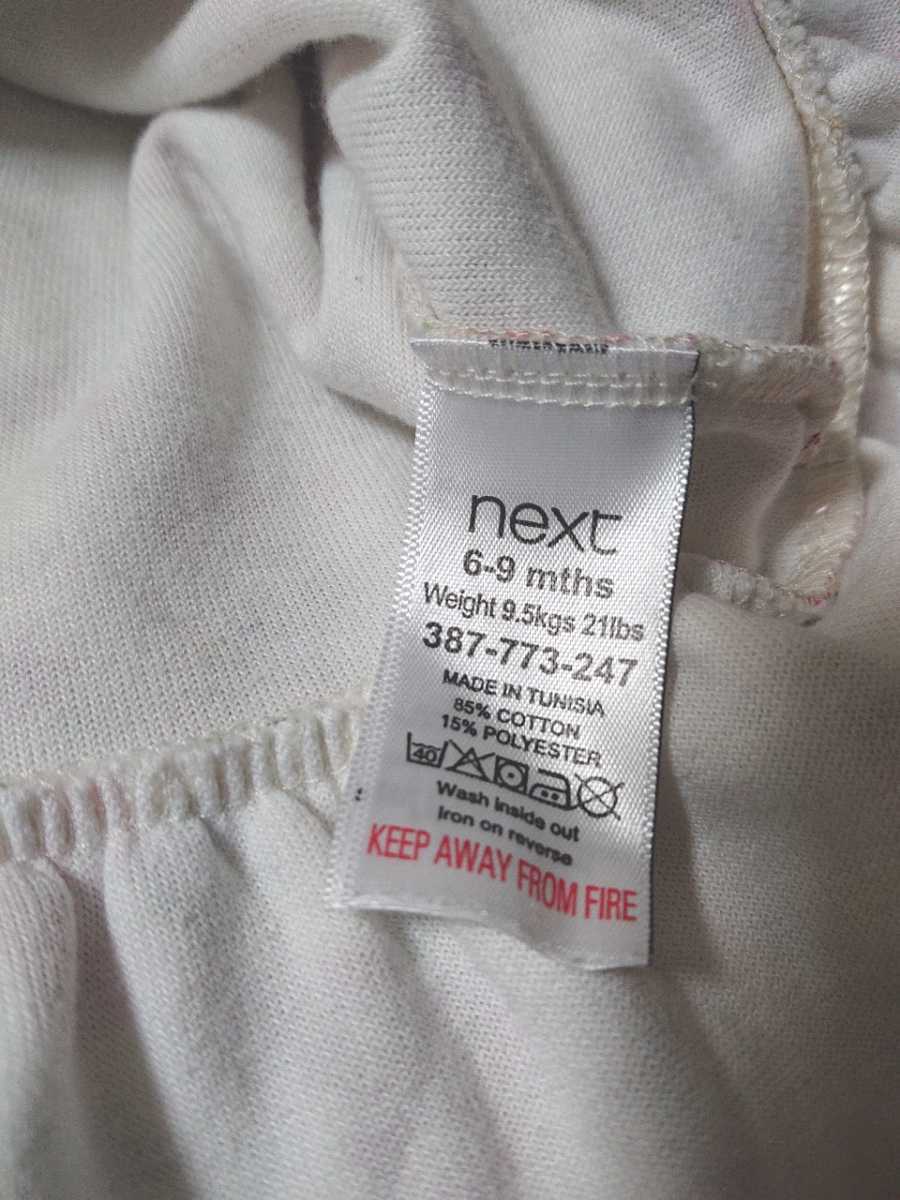 next
6-9 mths
Weight 9.5kgs 21lbs
387-773-247
MADE IN TUNISIA
85% COTTON
15% POLYESTER
40
Wash inside out
Iron on reverse
KEEP AWAY FROM FIRE